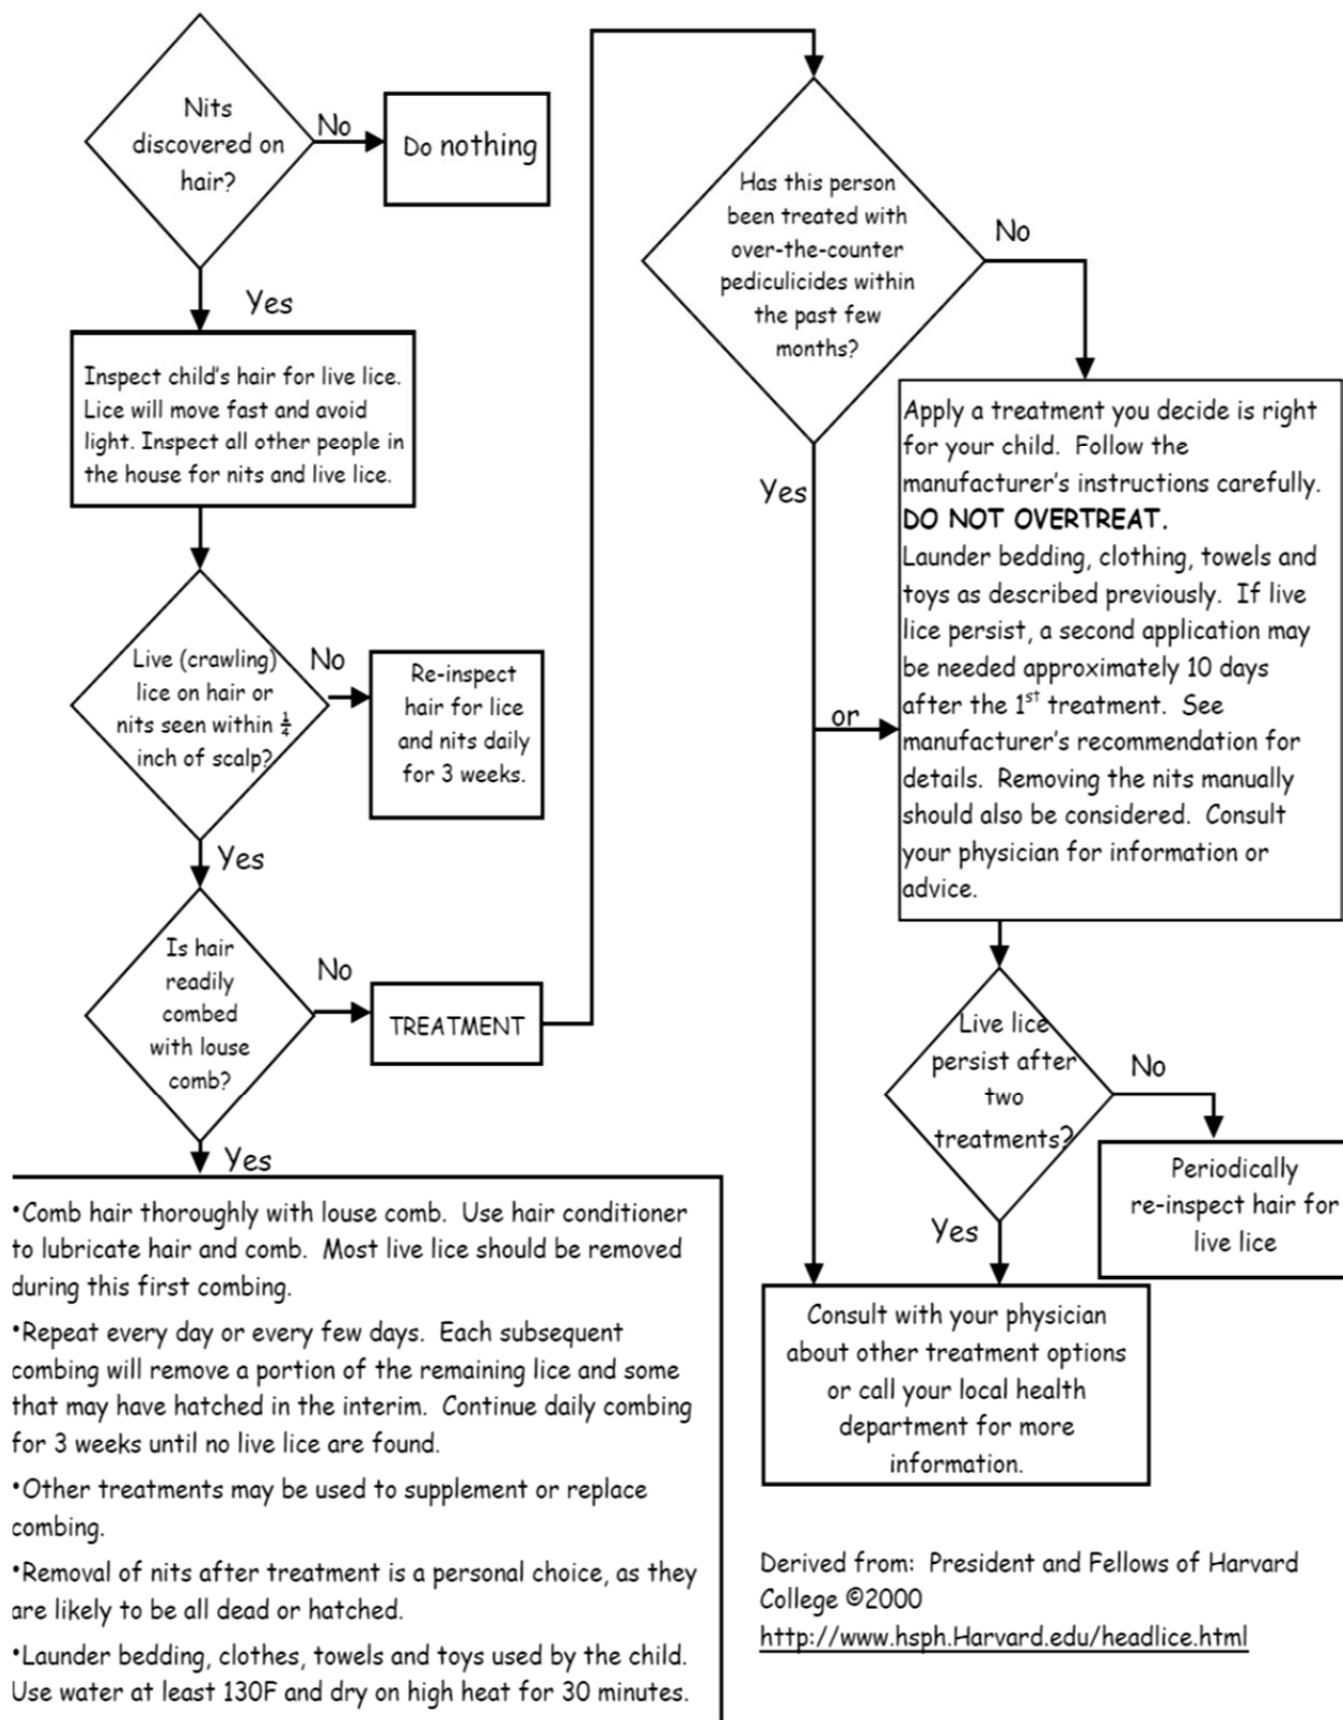 Nits
discovered on
hair?
No
Do nothing
Yes
Inspect child's hair for live lice.
Lice will move fast and avoid
light. Inspect all other people in
the house for nits and live lice.
Live (crawling)
lice on hair or
nits seen within ¼
inch of scalp?
No
Re-inspect
hair for lice
and nits daily
for 3 weeks.
Yes
Is hair
readily
combed
with louse
comb?
No
TREATMENT
Yes
•Comb hair thoroughly with louse comb. Use hair conditioner
to lubricate hair and comb. Most live lice should be removed
during this first combing.
•Repeat every day or every few days. Each subsequent
combing will remove a portion of the remaining lice and some
that may have hatched in the interim. Continue daily combing
for 3 weeks until no live lice are found.
•Other treatments may be used to supplement or replace
combing.
•Removal of nits after treatment is a personal choice, as they
are likely to be all dead or hatched.
•Launder bedding, clothes, towels and toys used by the child.
Use water at least 130F and dry on high heat for 30 minutes.
Has this person
been treated with
over-the-counter
pediculicides within
the past few
months?
No
Yes
or
Apply a treatment you decide is right
for your child. Follow the
manufacturer's instructions carefully.
DO NOT OVERTREAT.
Launder bedding, clothing, towels and
toys as described previously. If live
lice persist, a second application may
be needed approximately 10 days
after the 1st treatment. See
manufacturer's recommendation for
details. Removing the nits manually
should also be considered. Consult
your physician for information or
advice.
Live lice
persist after
two
treatments?
No
Periodically
re-inspect hair for
live lice
Yes
Consult with your physician
about other treatment options
or call your local health
department for more
information.
Derived from: President and Fellows of Harvard
College ©2000
http://www.hsph.Harvard.edu/headlice.html